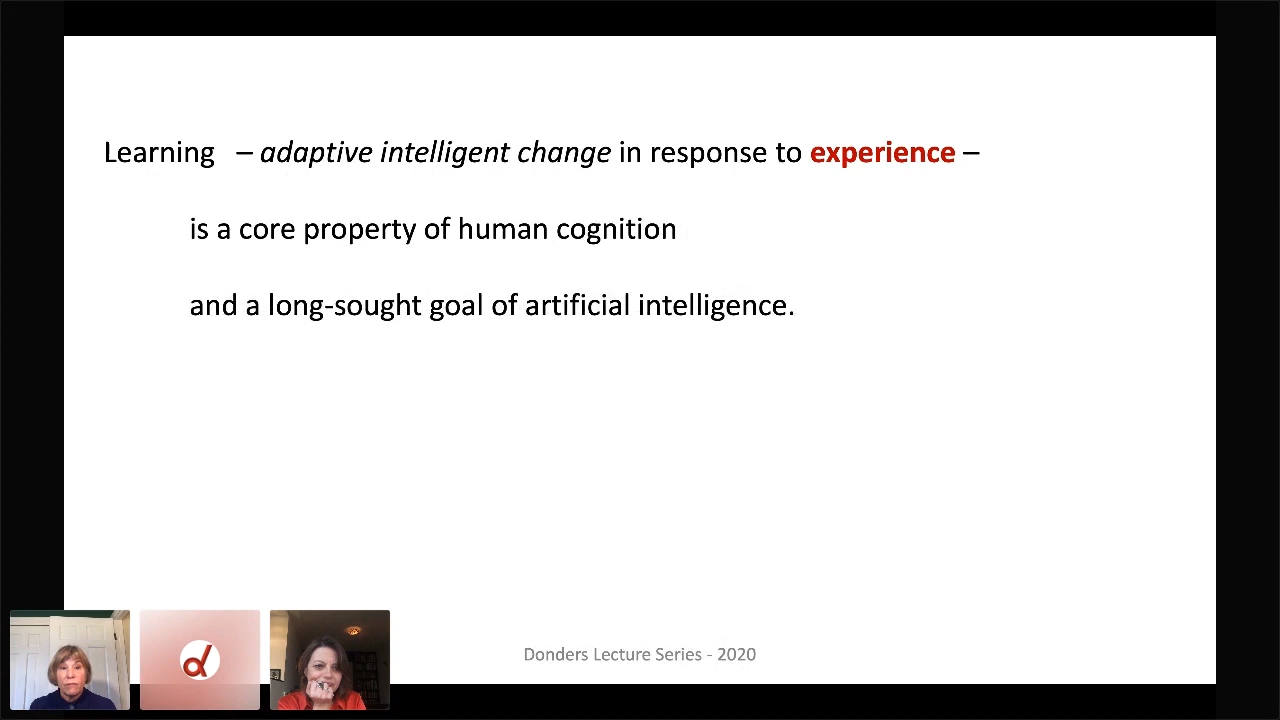 Learning – adaptive intelligent change in response to experience –
is a core property of human cognition
and a long-sought goal of artificial intelligence.
Donders Lecture Series - 2020